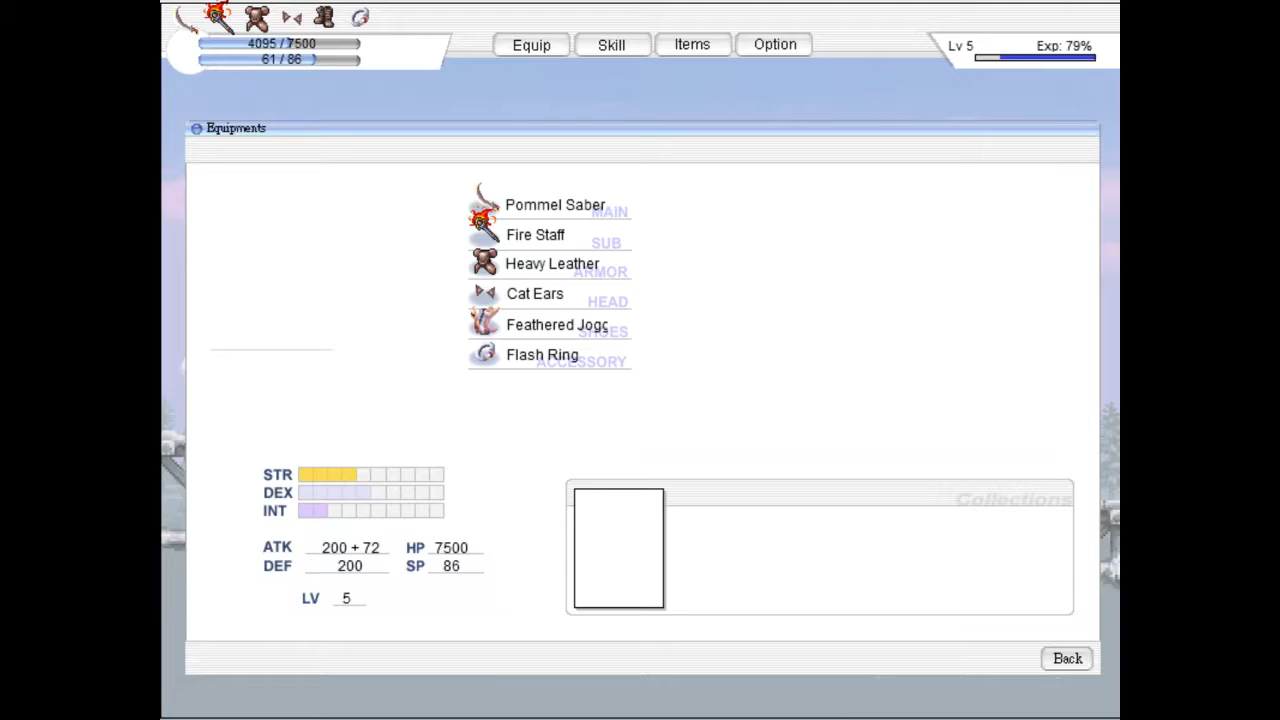 4095 / 7500
61 / 86
Equip
Skill
Items
Option
Lv 5
Exp: 79%
Equipments
Pommel Saber
MAIN
Fire Staff
SUB
Heavy Leather
ARMOR
Cat Ears
HEAD
Feathered Jogg
SHOES
Flash Ring
ACCESSORY
STR
DEX
INT
ATK 200 + 72 HP 7500
DEF 200 SP 86
LV 5
Collections
Back